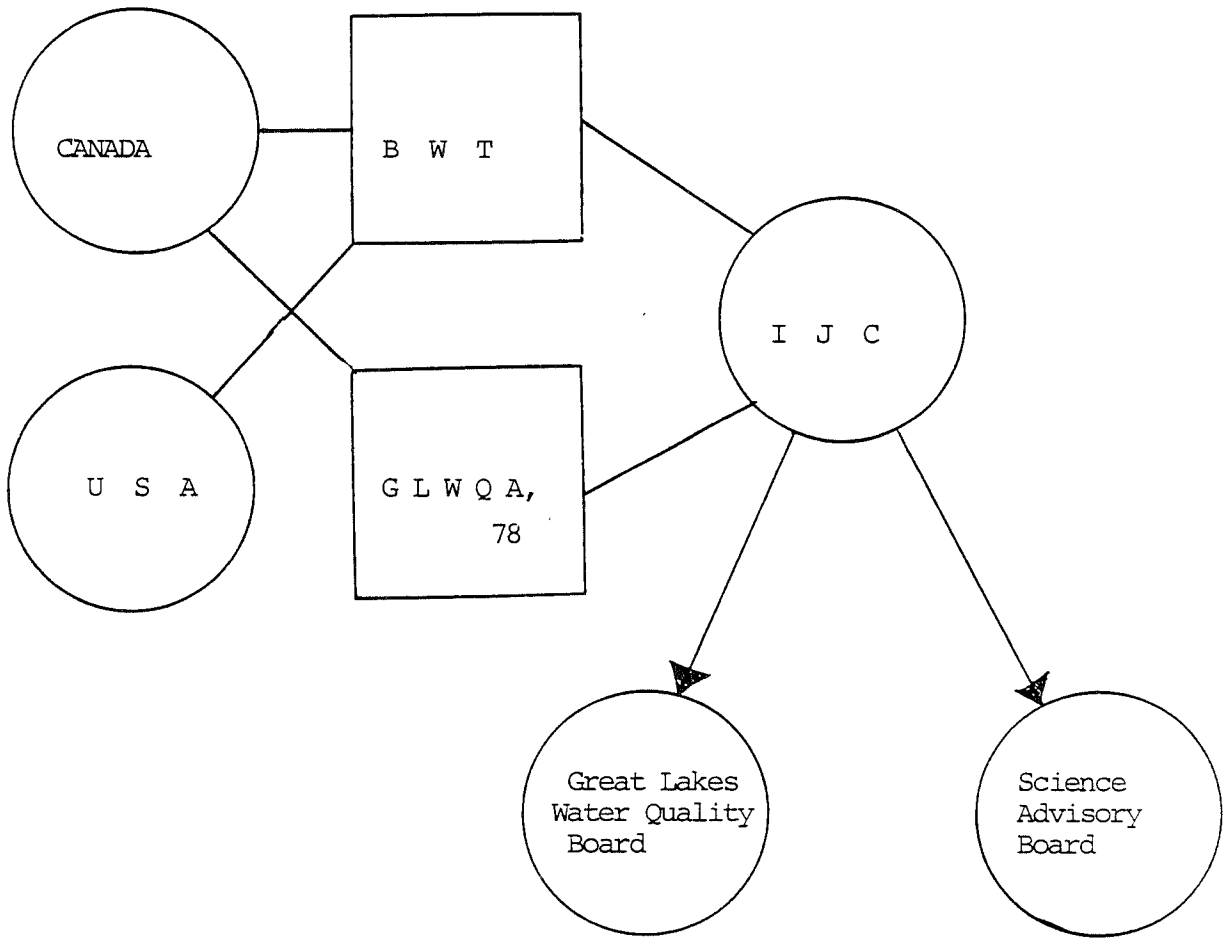 CANADA
B W T
I J C
U S A
G L W Q A,
78
Great Lakes
Water Quality
Board
Science
Advisory
Board